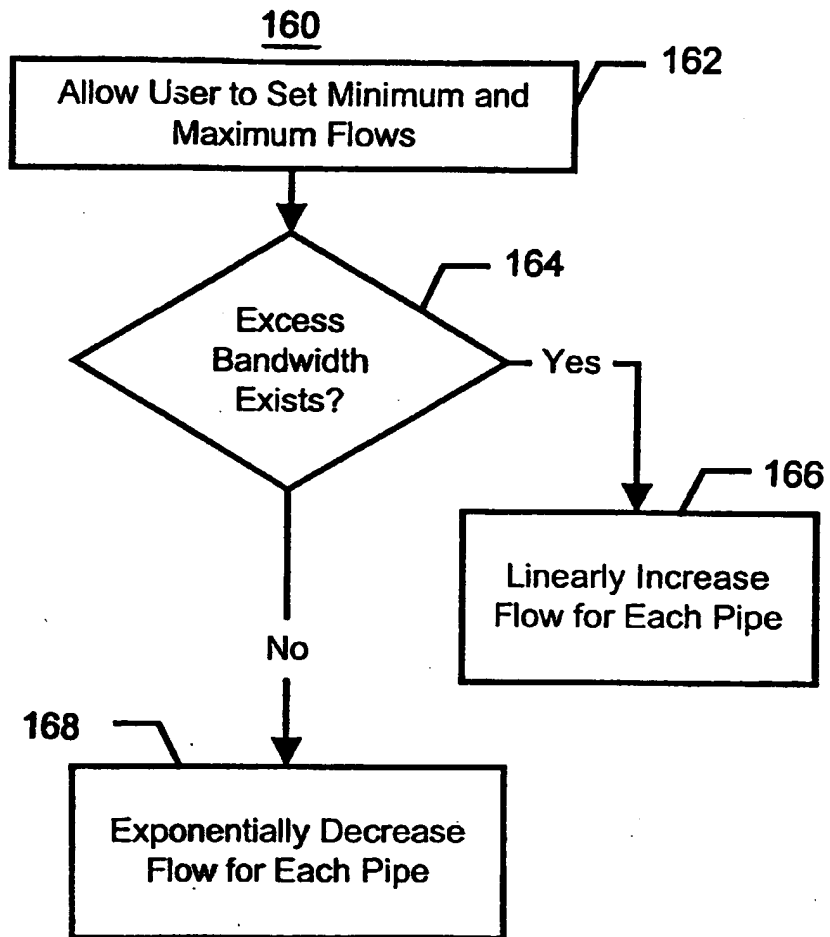 160
162
Allow User to Set Minimum and
Maximum Flows
164
Excess
Bandwidth
Exists?
Yes
166
Linearly Increase
Flow for Each Pipe
No
168
Exponentially Decrease
Flow for Each Pipe